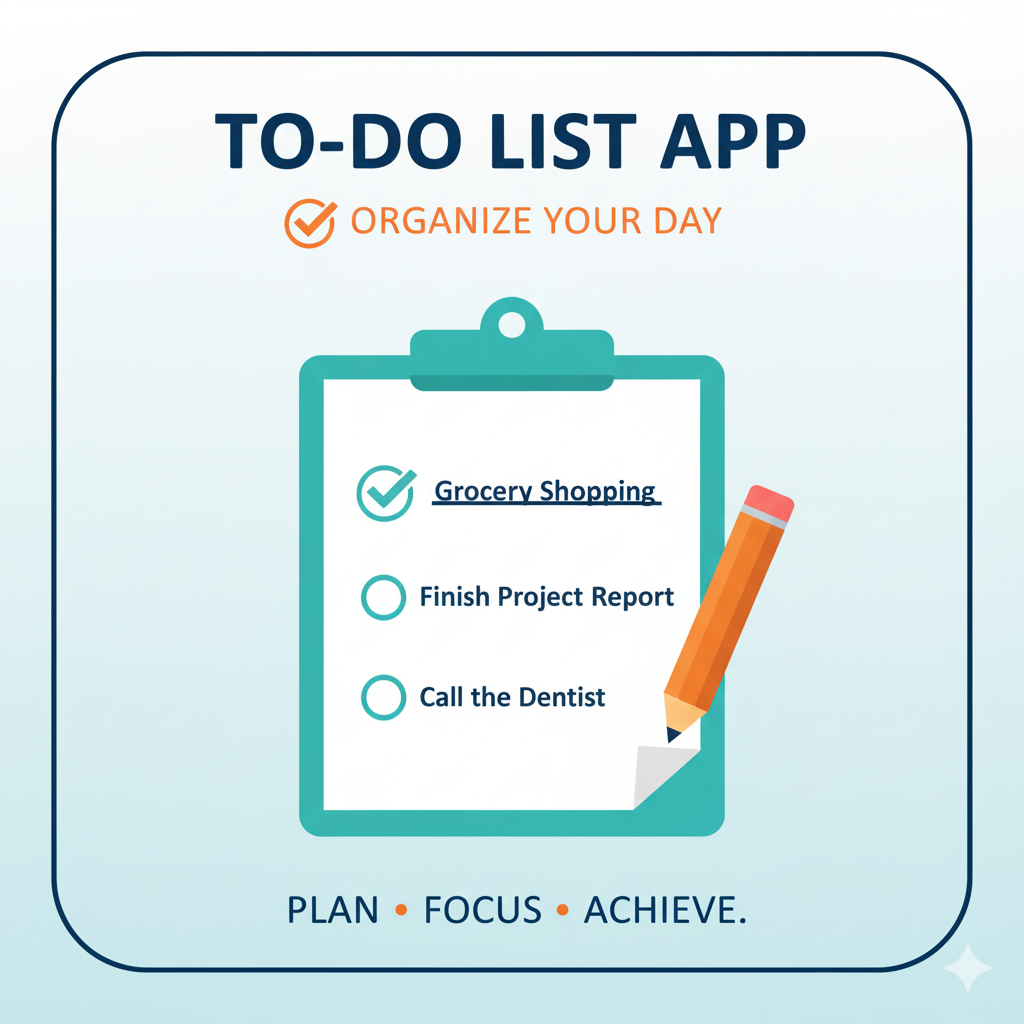 TO-DO LIST APP
ORGANIZE YOUR DAY
Grocery Shopping
Finish Project Report
Call the Dentist
PLAN • FOCUS • ACHIEVE.